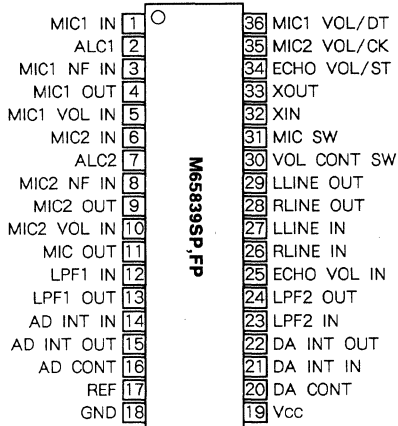 MIC1 IN 1 36 MIC1 VOL/DT
ALC1 2 35 MIC2 VOL/CK
MIC1 NF IN 3 34 ECHO VOL/ST
MIC1 OUT 4 33 XOUT
MIC1 VOL IN 5 32 XIN
MIC2 IN 6 31 MIC SW
ALC2 7 30 VOL CONT SW
MIC2 NF IN 8 29 LLINE OUT
MIC2 OUT 9 28 RLINE OUT
MIC2 VOL IN 10 27 LLINE IN
MIC OUT 11 26 RLINE IN
LPF1 IN 12 25 ECHO VOL IN
LPF1 OUT 13 24 LPF2 OUT
AD INT IN 14 23 LPF2 IN
AD INT OUT 15 22 DA INT OUT
AD CONT 16 21 DA INT IN
REF 17 20 DA CONT
GND 18 19 Vcc
M65839SP,FP